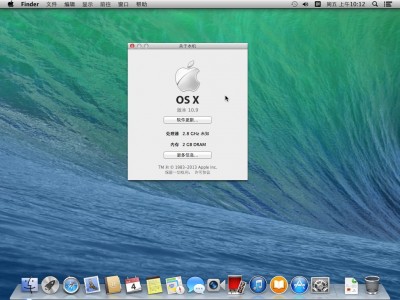 Finder 文件 编辑 显示 前往 窗口 帮助
周五 上午10:12
关于本机
OS X
版本 10.9
软件更新...
处理器 2.8 GHz 未知
内存 2 GB DRAM
更多信息...
TM 和 © 1983-2013 Apple Inc.
保留一切权利。 许可和保证
4